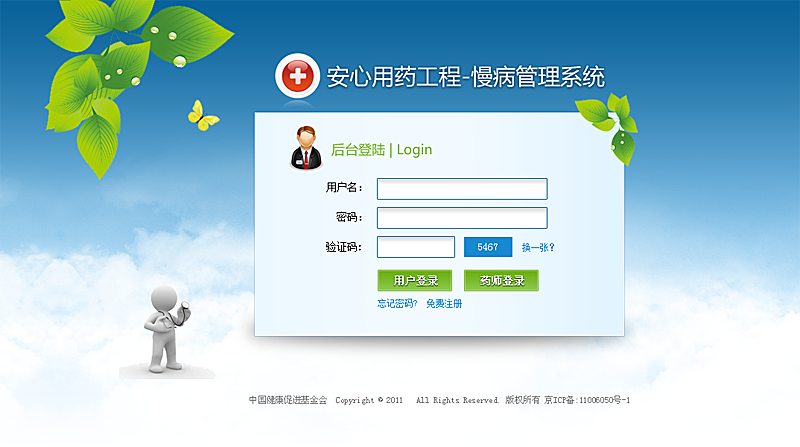 安心用药工程-慢病管理系统
后台登陆 | Login
用户名：
密码：
验证码： 5467 换一张？
用户登录 药师登录
忘记密码？ 免费注册
中国健康促进基金会 Copyright © 2011 All Rights Reserved. 版权所有 京ICP备:11006050号-1